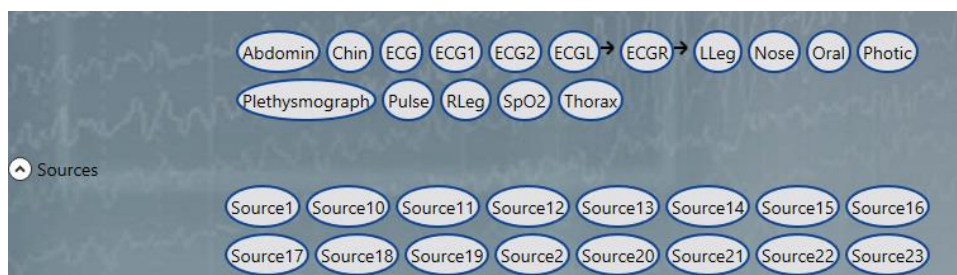 Abdomin Chin ECG ECG1 ECG2 ECGL → ECGR → LLeg Nose Oral Photic
Plethysmograph Pulse RLeg SpO2 Thorax
Sources
Source1 Source10 Source11 Source12 Source13 Source14 Source15 Source16
Source17 Source18 Source19 Source2 Source20 Source21 Source22 Source23